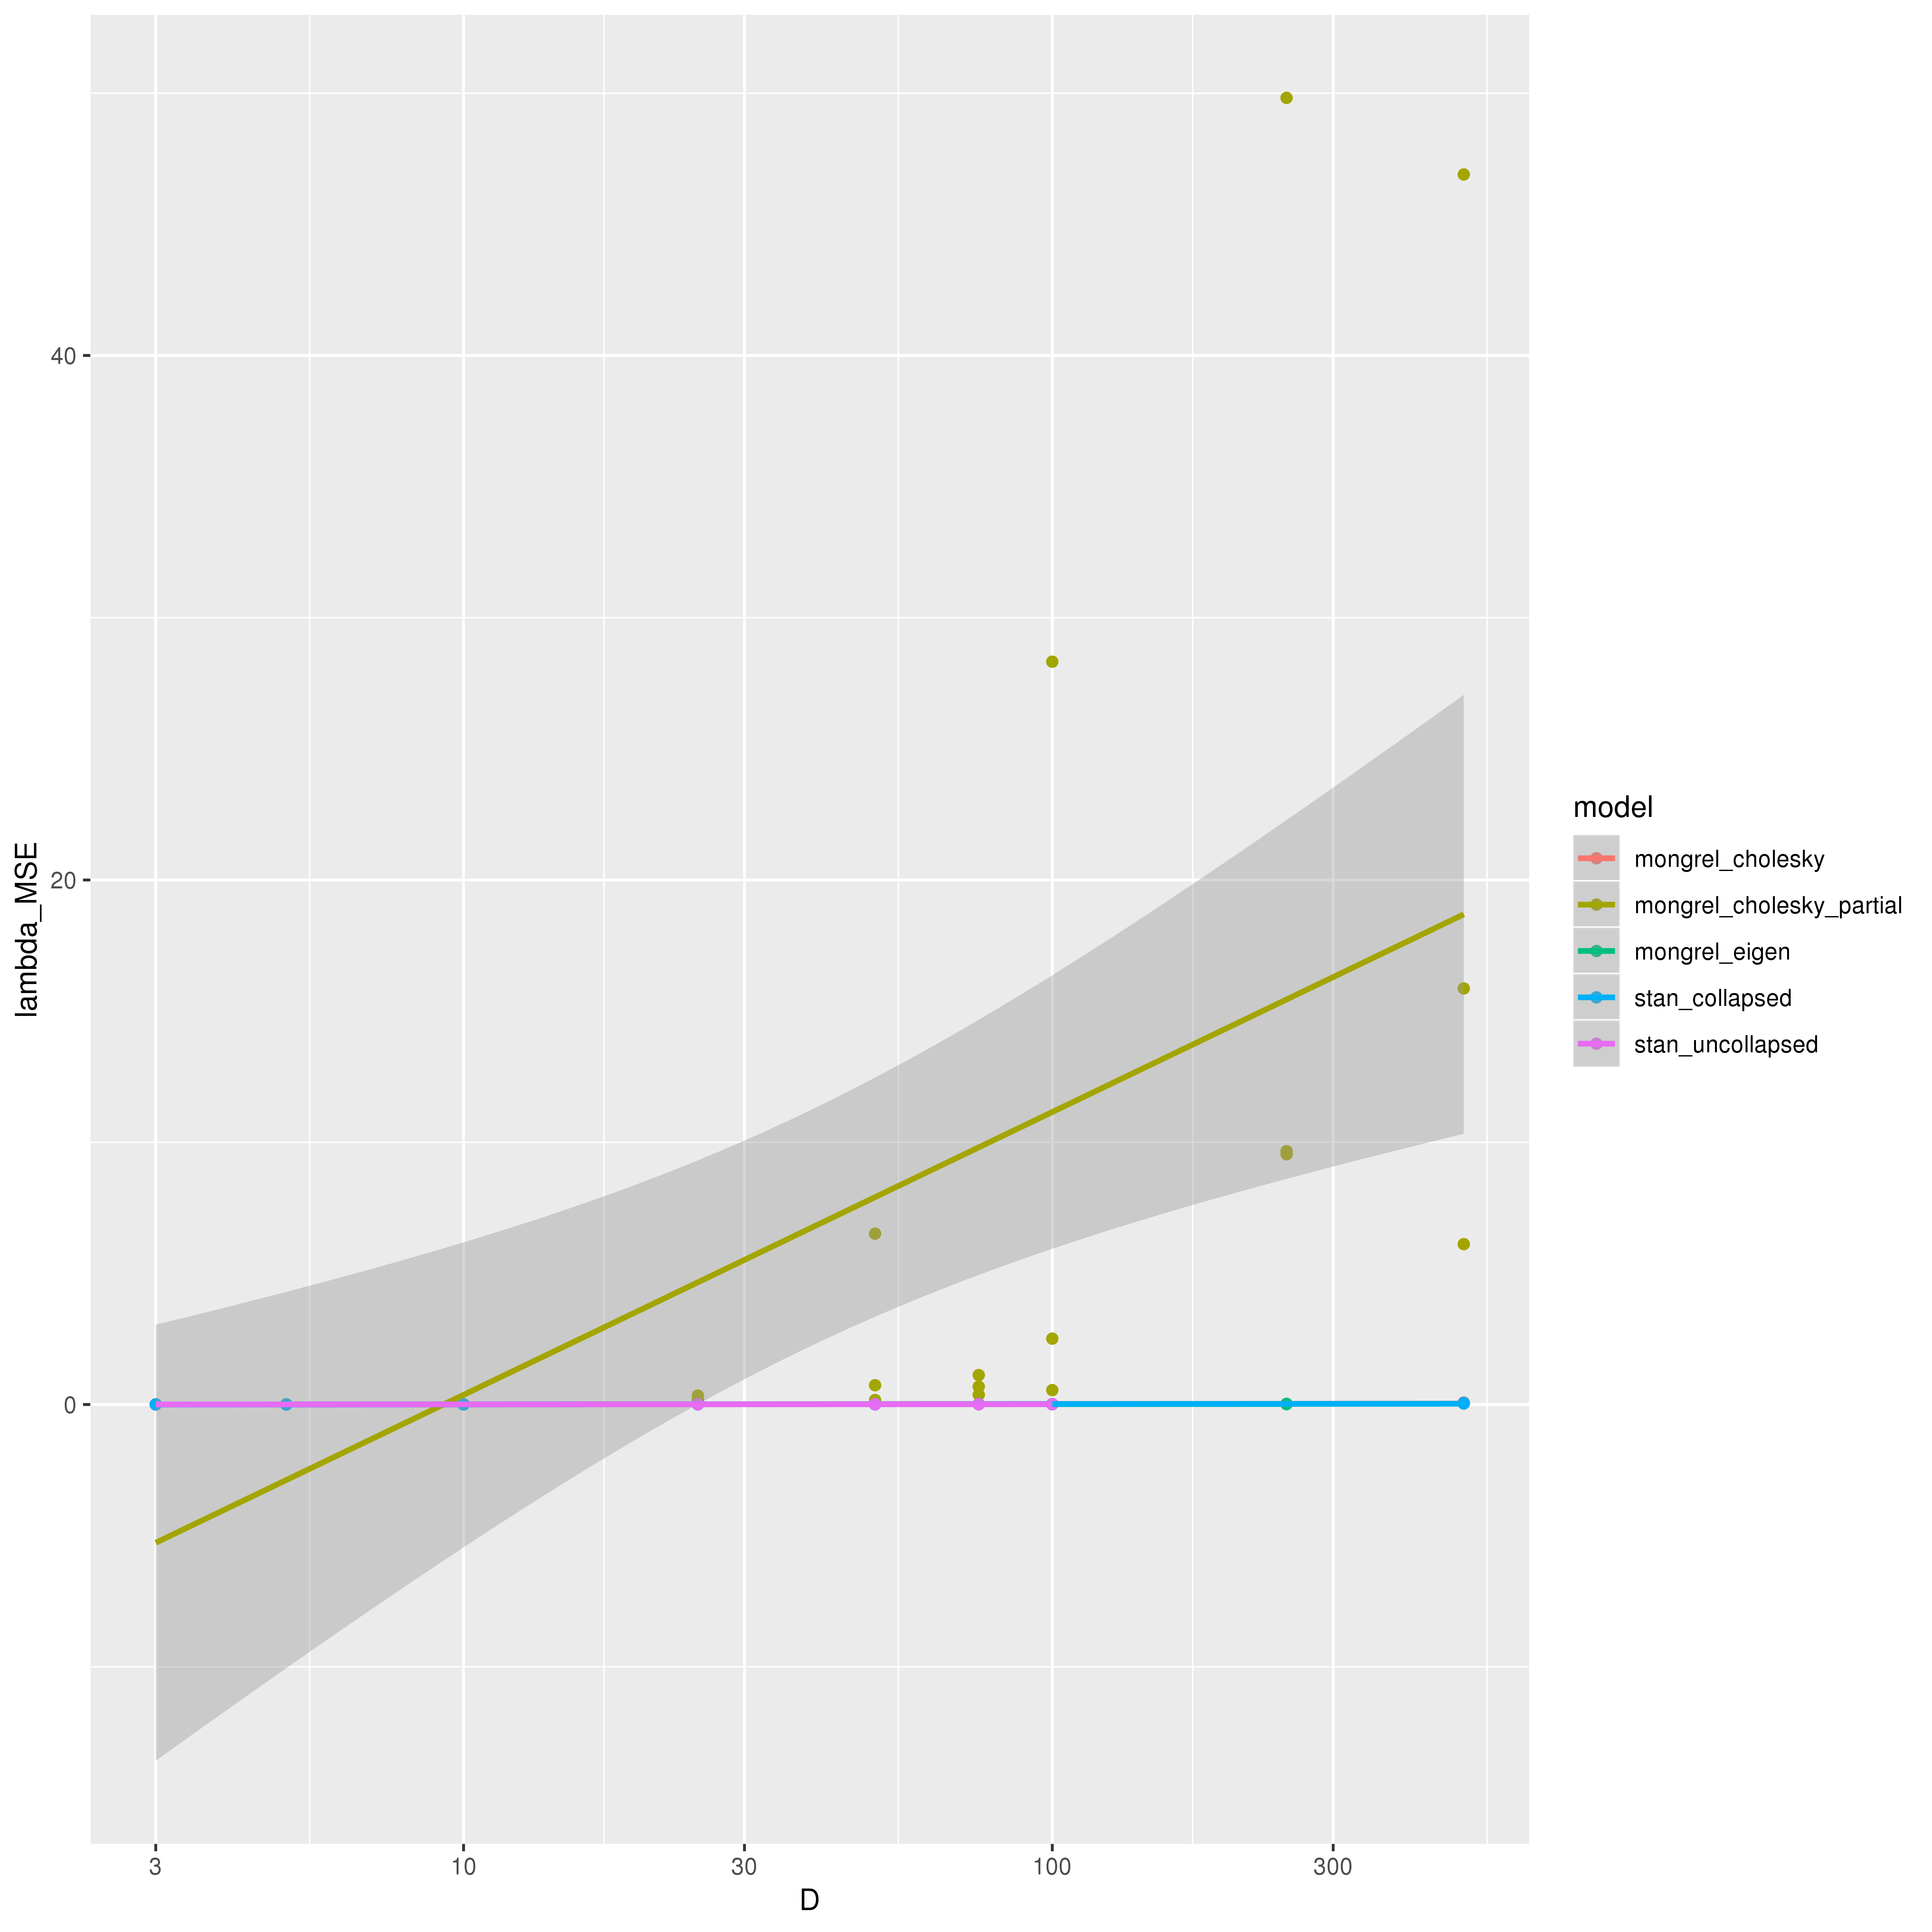 lambda_MSE
40
20
0
3 10 30 100 300
D
model
mongrel_cholesky
mongrel_cholesky_partial
mongrel_eigen
stan_collapsed
stan_uncollapsed